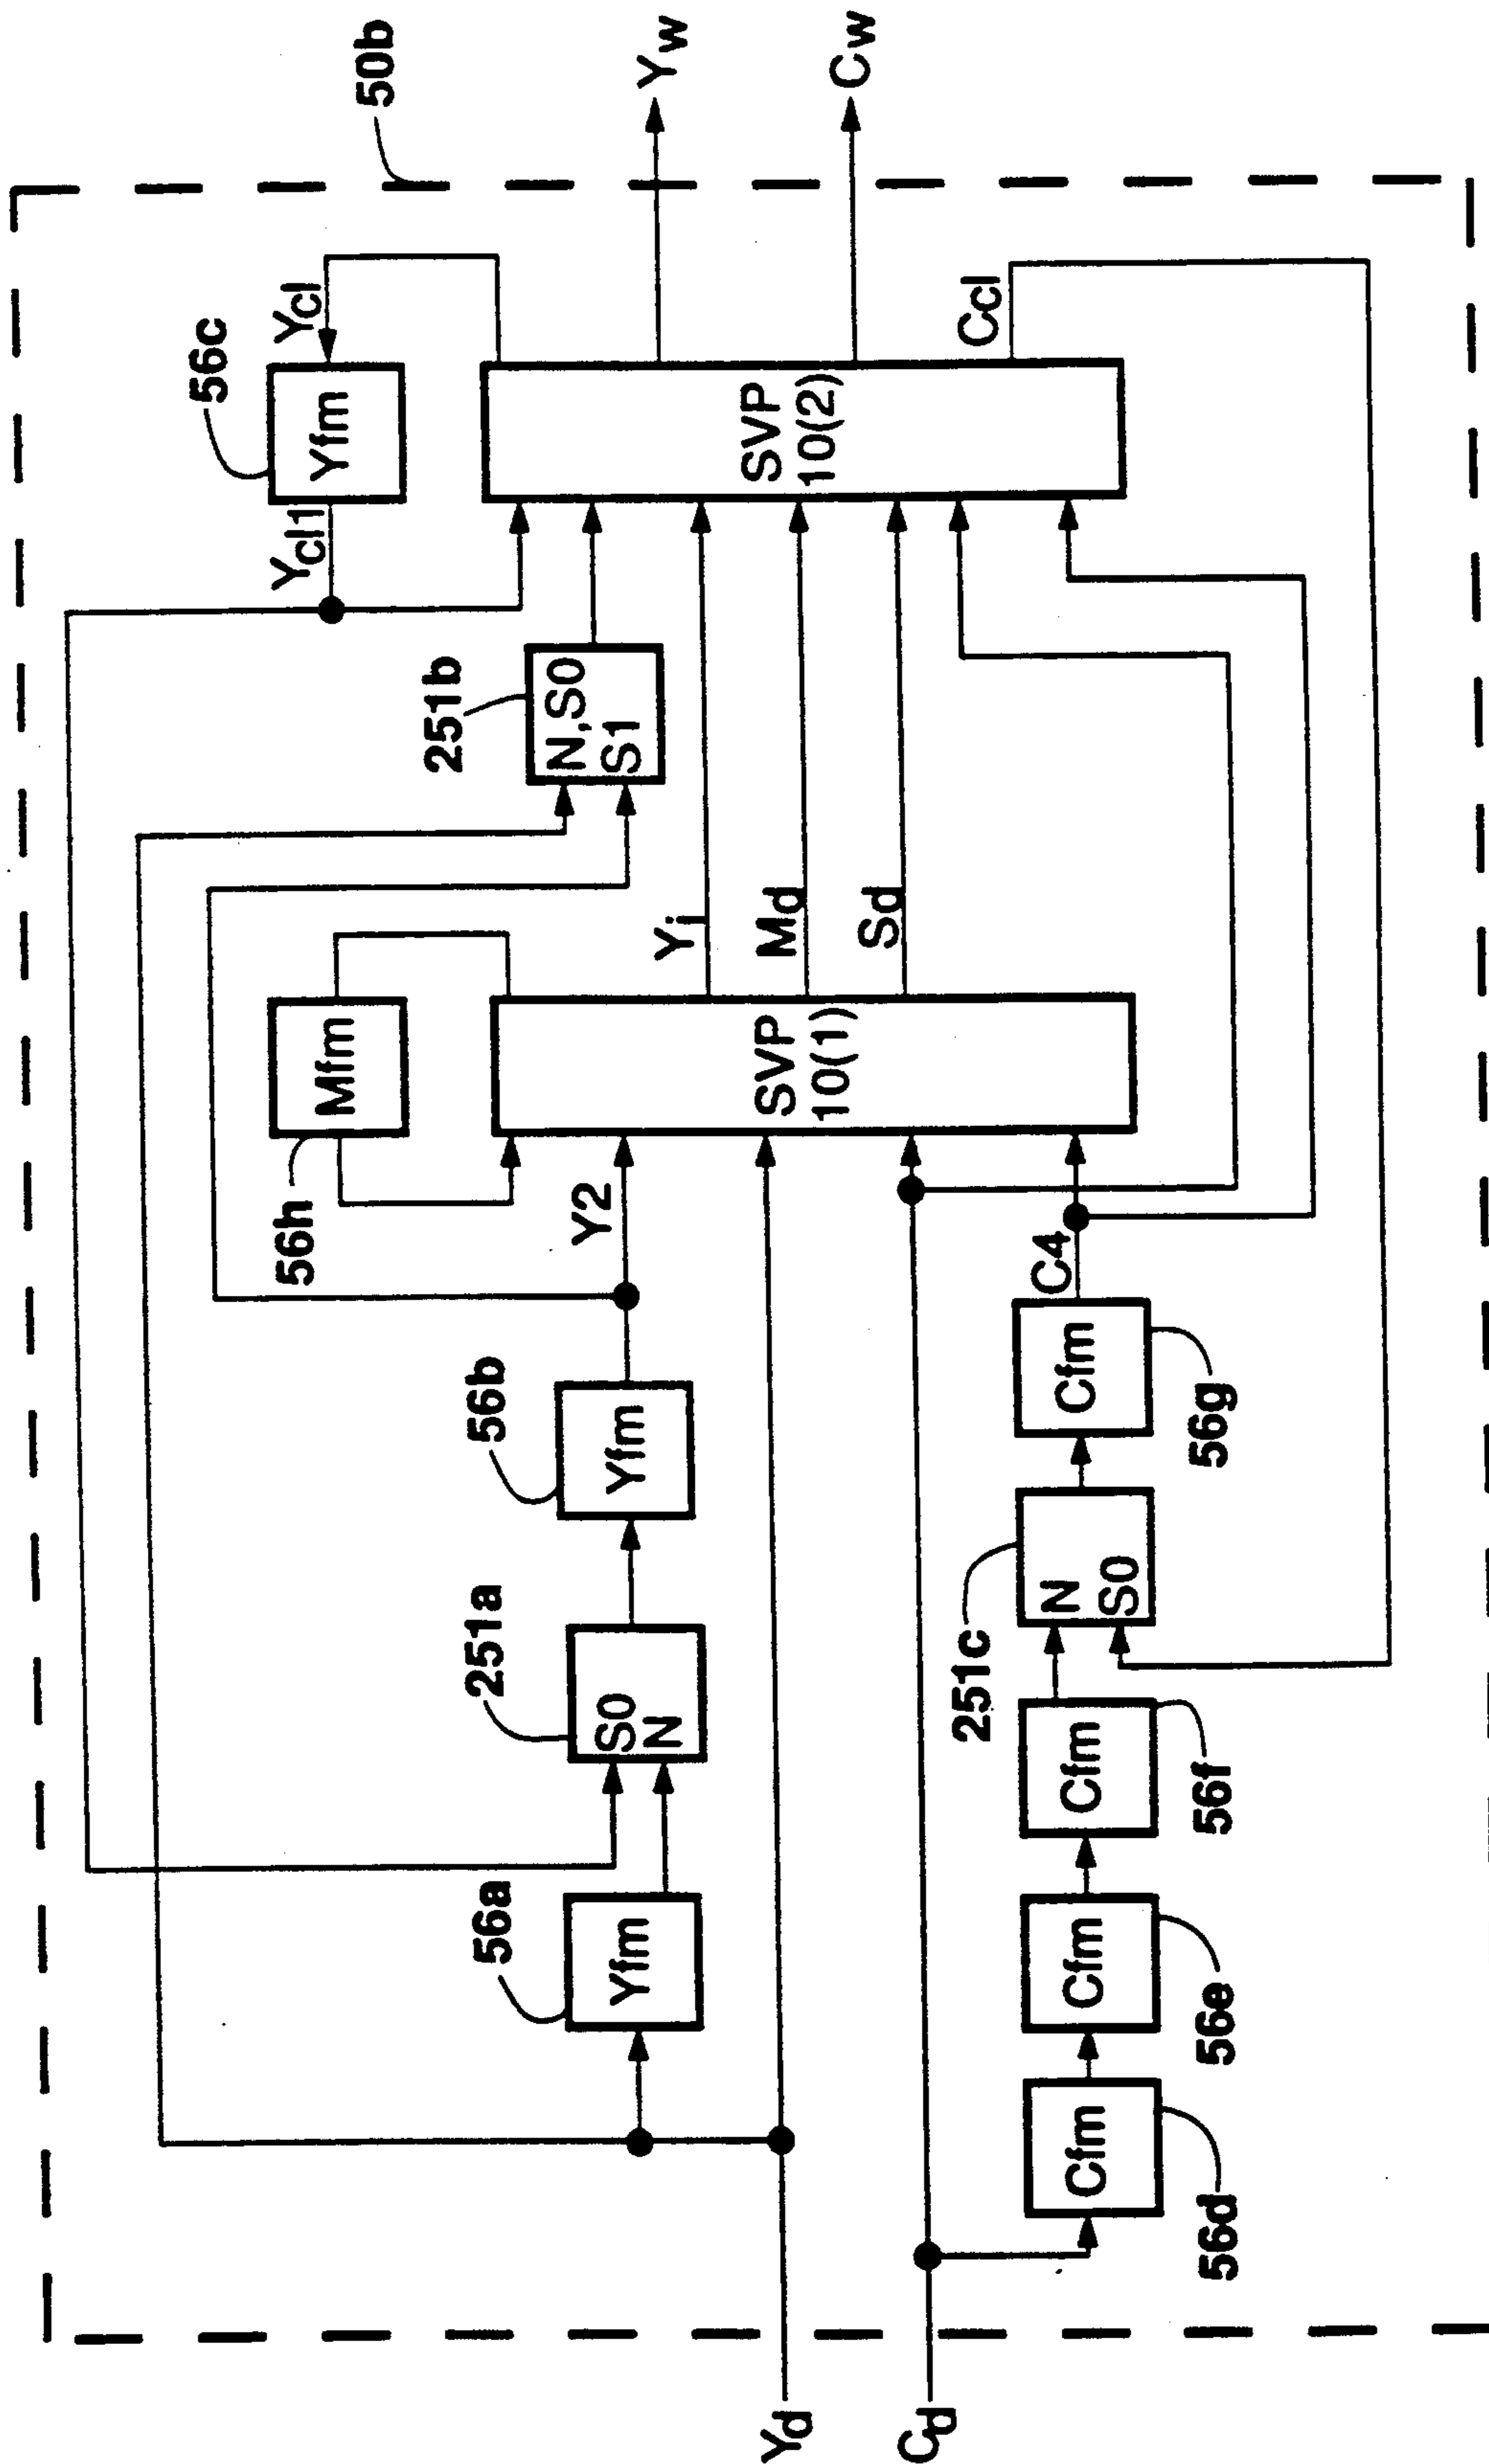 50b
Yw
Cw
56c
Ycl
Yfm
Ycl1
Ccl
SVP
10(2)
251b
N,S0
S1
Yi
Md
Sd
Mfm
56h
SVP
10(1)
Y2
C4
56b
Yfm
Cfm
56g
251a
S0
N
251c
N
S0
56a
Yfm
Cfm
56f
Cfm
56e
Cfm
56d
Yd
Cd